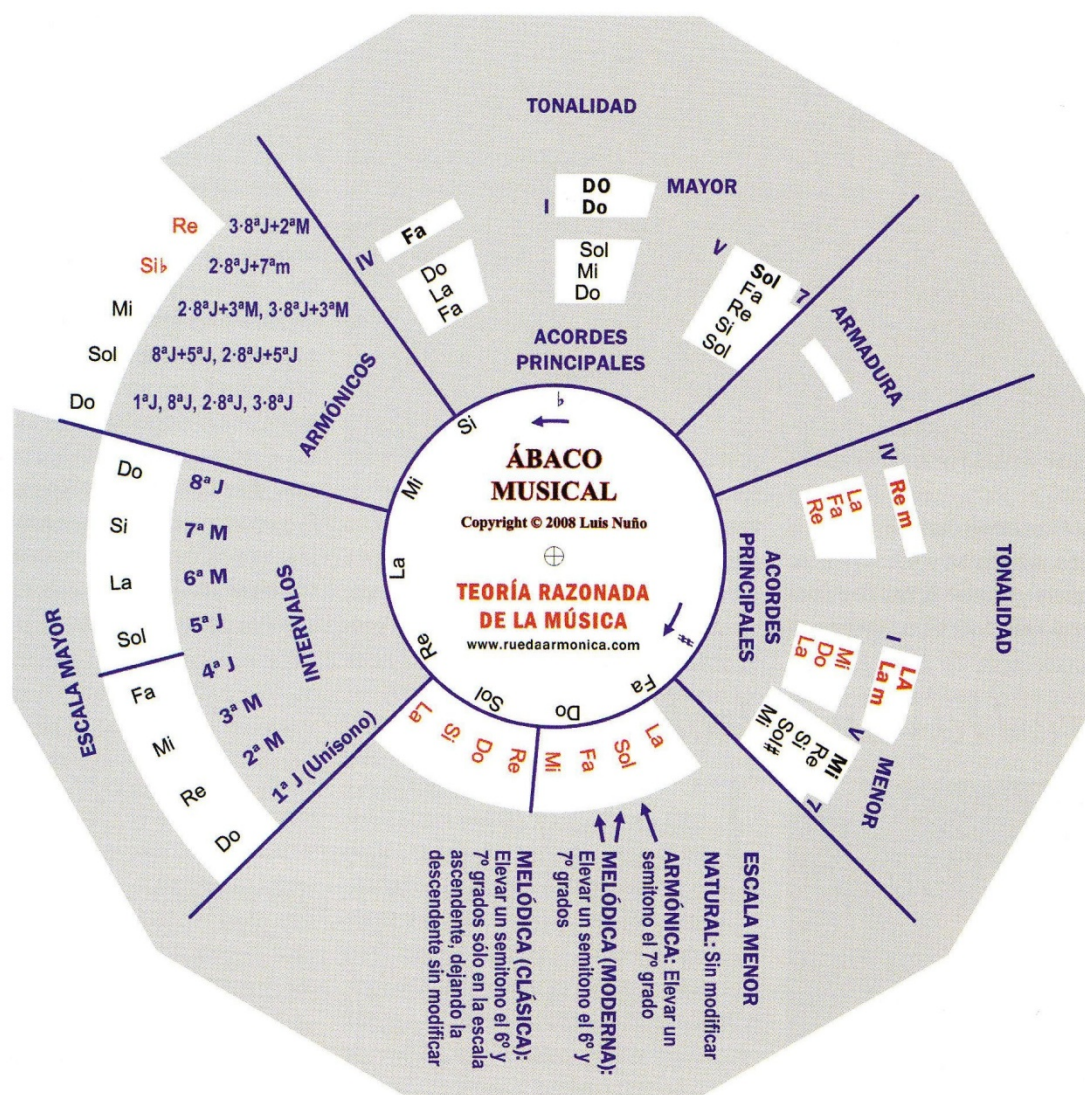 TONALIDAD
MAYOR
I
DO
Do
Sol
Mi
Do
IV
Fa
Do
La
Fa
V
Sol 7
Fa
Re
Si
Sol
ACORDES
PRINCIPALES
ARMADURA
TONALIDAD
MENOR
IV
Re m
La
Fa
Re
I
LA
La m
Mi
Do
La
V
Mi 7
Re
Si
Sol#
Mi
ACORDES
PRINCIPALES
Re 3·8ªJ+2ªM
Si♭ 2·8ªJ+7ªm
Mi 2·8ªJ+3ªM, 3·8ªJ+3ªM
Sol 8ªJ+5ªJ, 2·8ªJ+5ªJ
Do 1ªJ, 8ªJ, 2·8ªJ, 3·8ªJ
ARMÓNICOS
ESCALA MAYOR
INTERVALOS
Do 8ª J
Si 7ª M
La 6ª M
Sol 5ª J
Fa 4ª J
Mi 3ª M
Re 2ª M
Do 1ª J (Unísono)
♭
Si
Mi
La
Re
Sol
Do
Fa
#
ÁBACO
MUSICAL
Copyright © 2008 Luis Nuño
TEORÍA RAZONADA
DE LA MÚSICA
www.ruedaarmonica.com
La
Si
Do
Re
Mi
Fa
Sol
La
ESCALA MENOR
NATURAL: Sin modificar
ARMÓNICA: Elevar un
semitono el 7º grado
MELÓDICA (MODERNA):
Elevar un semitono el 6º y
7º grados
MELÓDICA (CLÁSICA):
Elevar un semitono el 6º y
7º grados sólo en la escala
ascendente, dejando la
descendente sin modificar